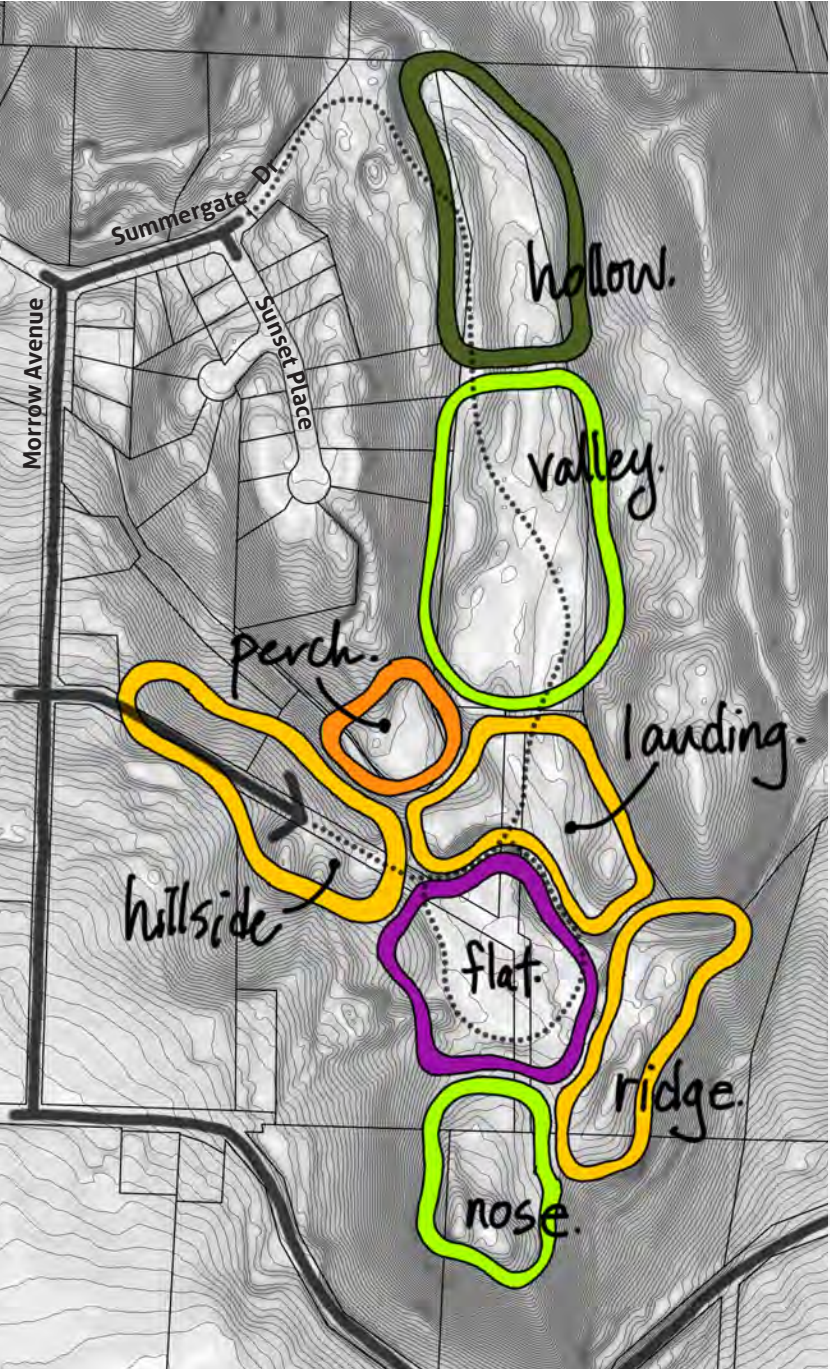 Summergate Dr
hollow.
Morrow Avenue
Sunset Place
valley.
perch.
landing.
hillside
flat.
ridge.
nose.